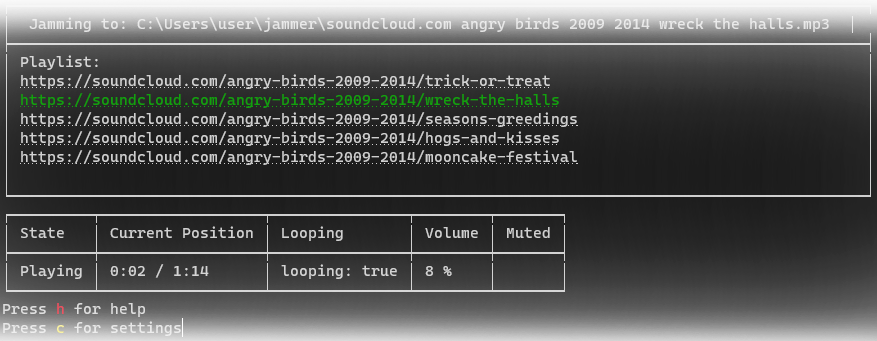 Jamming to: C:\Users\user\jammer\soundcloud.com angry birds 2009 2014 wreck the halls.mp3
Playlist:
https://soundcloud.com/angry-birds-2009-2014/trick-or-treat
https://soundcloud.com/angry-birds-2009-2014/wreck-the-halls
https://soundcloud.com/angry-birds-2009-2014/seasons-greedings
https://soundcloud.com/angry-birds-2009-2014/hogs-and-kisses
https://soundcloud.com/angry-birds-2009-2014/mooncake-festival
State Current Position Looping Volume Muted
Playing 0:02 / 1:14 looping: true 8 %
Press h for help
Press c for settings